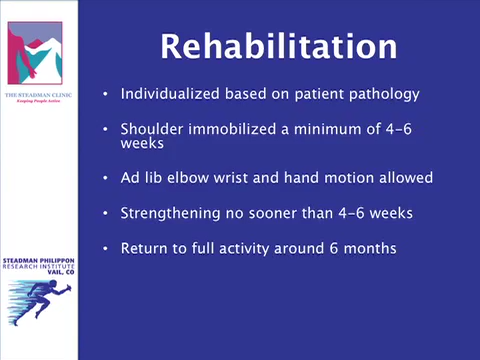 Rehabilitation
• Individualized based on patient pathology
• Shoulder immobilized a minimum of 4-6
weeks
• Ad lib elbow wrist and hand motion allowed
• Strengthening no sooner than 4-6 weeks
• Return to full activity around 6 months
THE STEADMAN CLINIC
Keeping People Active
STEADMAN PHILIPPON
RESEARCH INSTITUTE
VAIL, CO